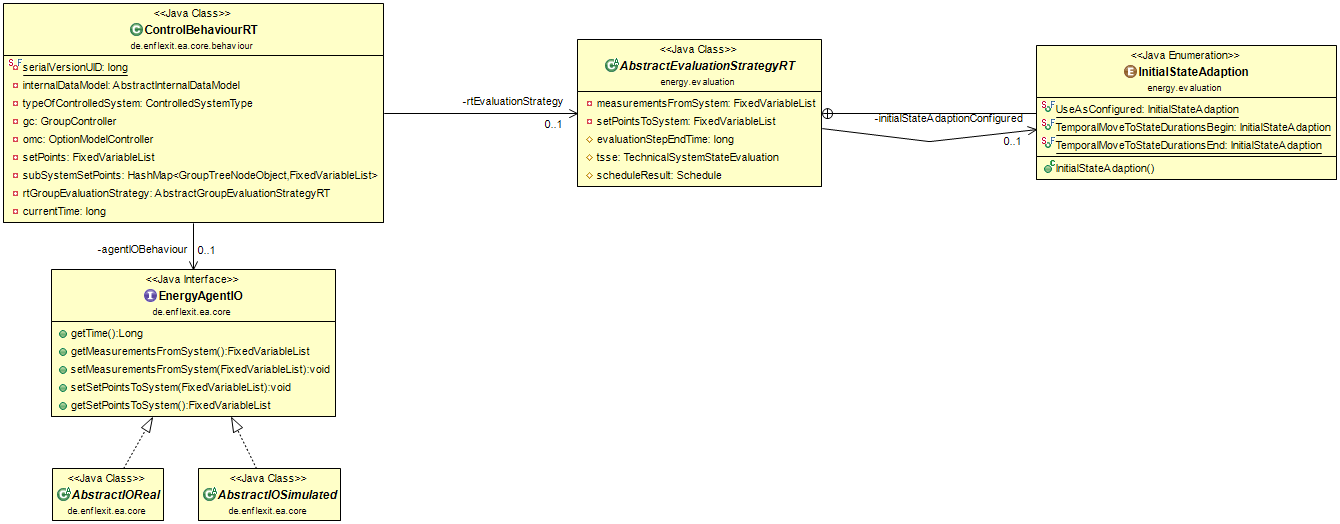 <<Java Class>>
ControlBehaviourRT
de.enflexit.ea.core.behaviour
serialVersionUID: long
internalDataModel: AbstractInternalDataModel
typeOfControlledSystem: ControlledSystemType
gc: GroupController
omc: OptionModelController
setPoints: FixedVariableList
subSystemSetPoints: HashMap<GroupTreeNodeObject,FixedVariableList>
rtGroupEvaluationStrategy: AbstractGroupEvaluationStrategyRT
currentTime: long
-rtEvaluationStrategy
0..1
<<Java Class>>
AbstractEvaluationStrategyRT
energy.evaluation
measurementsFromSystem: FixedVariableList
setPointsToSystem: FixedVariableList
evaluationStepEndTime: long
tsse: TechnicalSystemStateEvaluation
scheduleResult: Schedule
-initialStateAdaptionConfigured
0..1
<<Java Enumeration>>
InitialStateAdaption
energy.evaluation
UseAsConfigured: InitialStateAdaption
TemporalMoveToStateDurationsBegin: InitialStateAdaption
TemporalMoveToStateDurationsEnd: InitialStateAdaption
InitialStateAdaption()
-agentIOBehaviour
0..1
<<Java Interface>>
EnergyAgentIO
de.enflexit.ea.core
getTime():Long
getMeasurementsFromSystem():FixedVariableList
setMeasurementsFromSystem(FixedVariableList):void
setSetPointsToSystem(FixedVariableList):void
getSetPointsToSystem():FixedVariableList
<<Java Class>>
AbstractIOReal
de.enflexit.ea.core
<<Java Class>>
AbstractIOSimulated
de.enflexit.ea.core